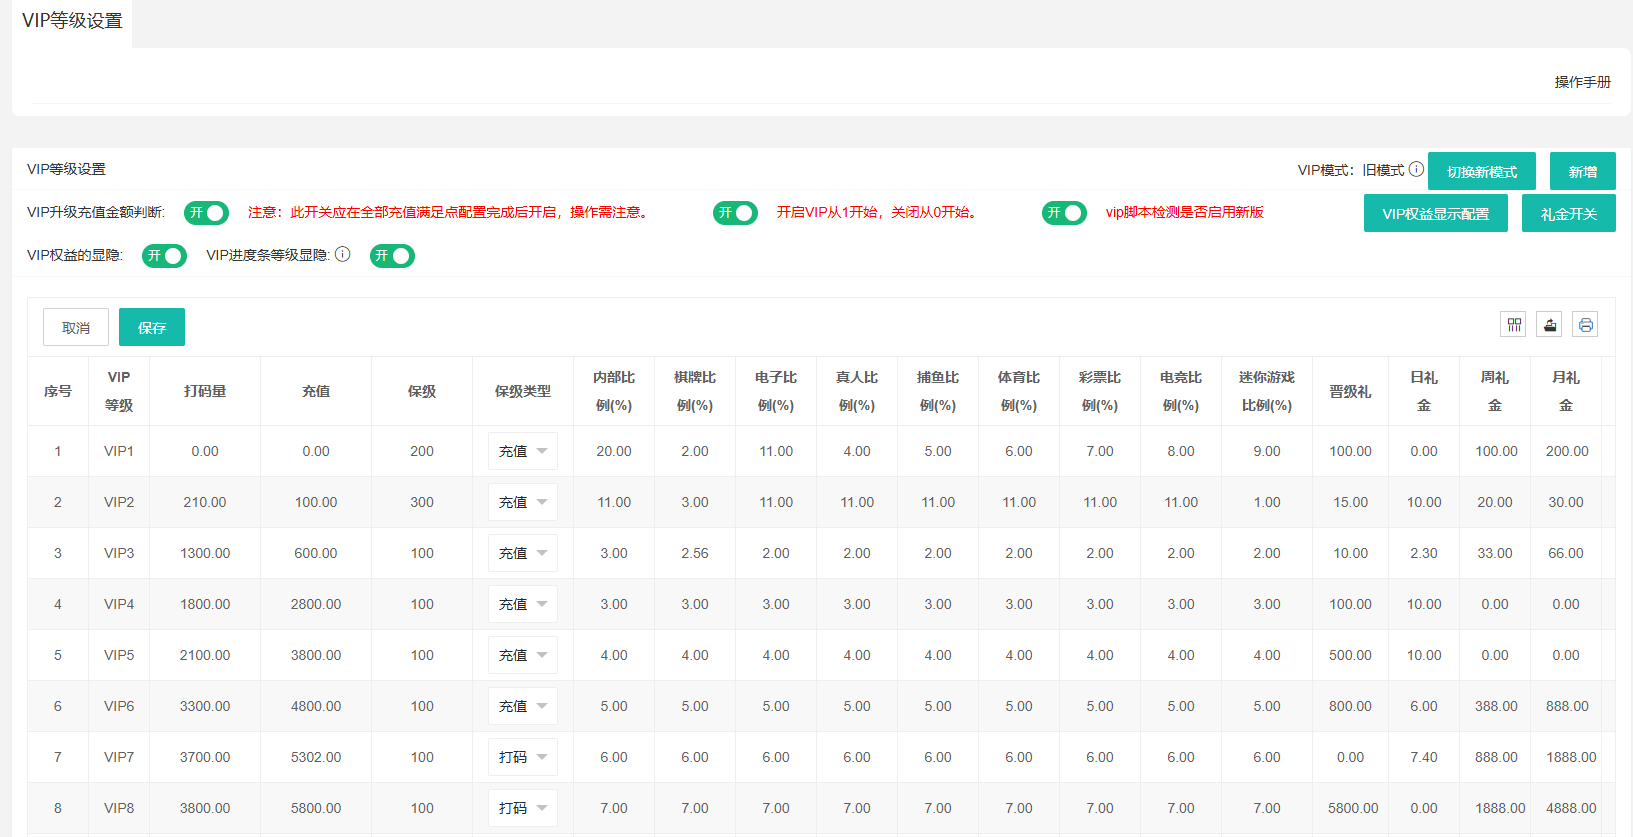 VIP等级设置
操作手册
VIP等级设置
VIP模式：旧模式 切换新模式 新增
VIP升级充值金额判断: 开 注意：此开关应在全部充值满足点配置完成后开启，操作需注意。 开 开启VIP从1开始，关闭从0开始。 开 vip脚本检测是否启用新版 VIP权益显示配置 礼金开关
VIP权益的显隐: 开 VIP进度条等级显隐: 开
取消 保存
序号 VIP等级 打码量 充值 保级 保级类型 内部比例(%) 棋牌比例(%) 电子比例(%) 真人比例(%) 捕鱼比例(%) 体育比例(%) 彩票比例(%) 电竞比例(%) 迷你游戏比例(%) 晋级礼 日礼金 周礼金 月礼金
1 VIP1 0.00 0.00 200 充值 20.00 2.00 11.00 4.00 5.00 6.00 7.00 8.00 9.00 100.00 0.00 100.00 200.00
2 VIP2 210.00 100.00 300 充值 11.00 3.00 11.00 11.00 11.00 11.00 11.00 11.00 1.00 15.00 10.00 20.00 30.00
3 VIP3 1300.00 600.00 100 充值 3.00 2.56 2.00 2.00 2.00 2.00 2.00 2.00 2.00 10.00 2.30 33.00 66.00
4 VIP4 1800.00 2800.00 100 充值 3.00 3.00 3.00 3.00 3.00 3.00 3.00 3.00 3.00 100.00 10.00 0.00 0.00
5 VIP5 2100.00 3800.00 100 充值 4.00 4.00 4.00 4.00 4.00 4.00 4.00 4.00 4.00 500.00 10.00 0.00 0.00
6 VIP6 3300.00 4800.00 100 充值 5.00 5.00 5.00 5.00 5.00 5.00 5.00 5.00 5.00 800.00 6.00 388.00 888.00
7 VIP7 3700.00 5302.00 100 打码 6.00 6.00 6.00 6.00 6.00 6.00 6.00 6.00 6.00 0.00 7.40 888.00 1888.00
8 VIP8 3800.00 5800.00 100 打码 7.00 7.00 7.00 7.00 7.00 7.00 7.00 7.00 7.00 5800.00 0.00 1888.00 4888.00